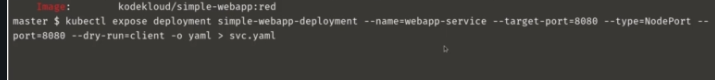 Image:       kodekloud/simple-webapp:red
master $ kubectl expose deployment simple-webapp-deployment --name=webapp-service --target-port=8080 --type=NodePort --
port=8080 --dry-run=client -o yaml > svc.yaml